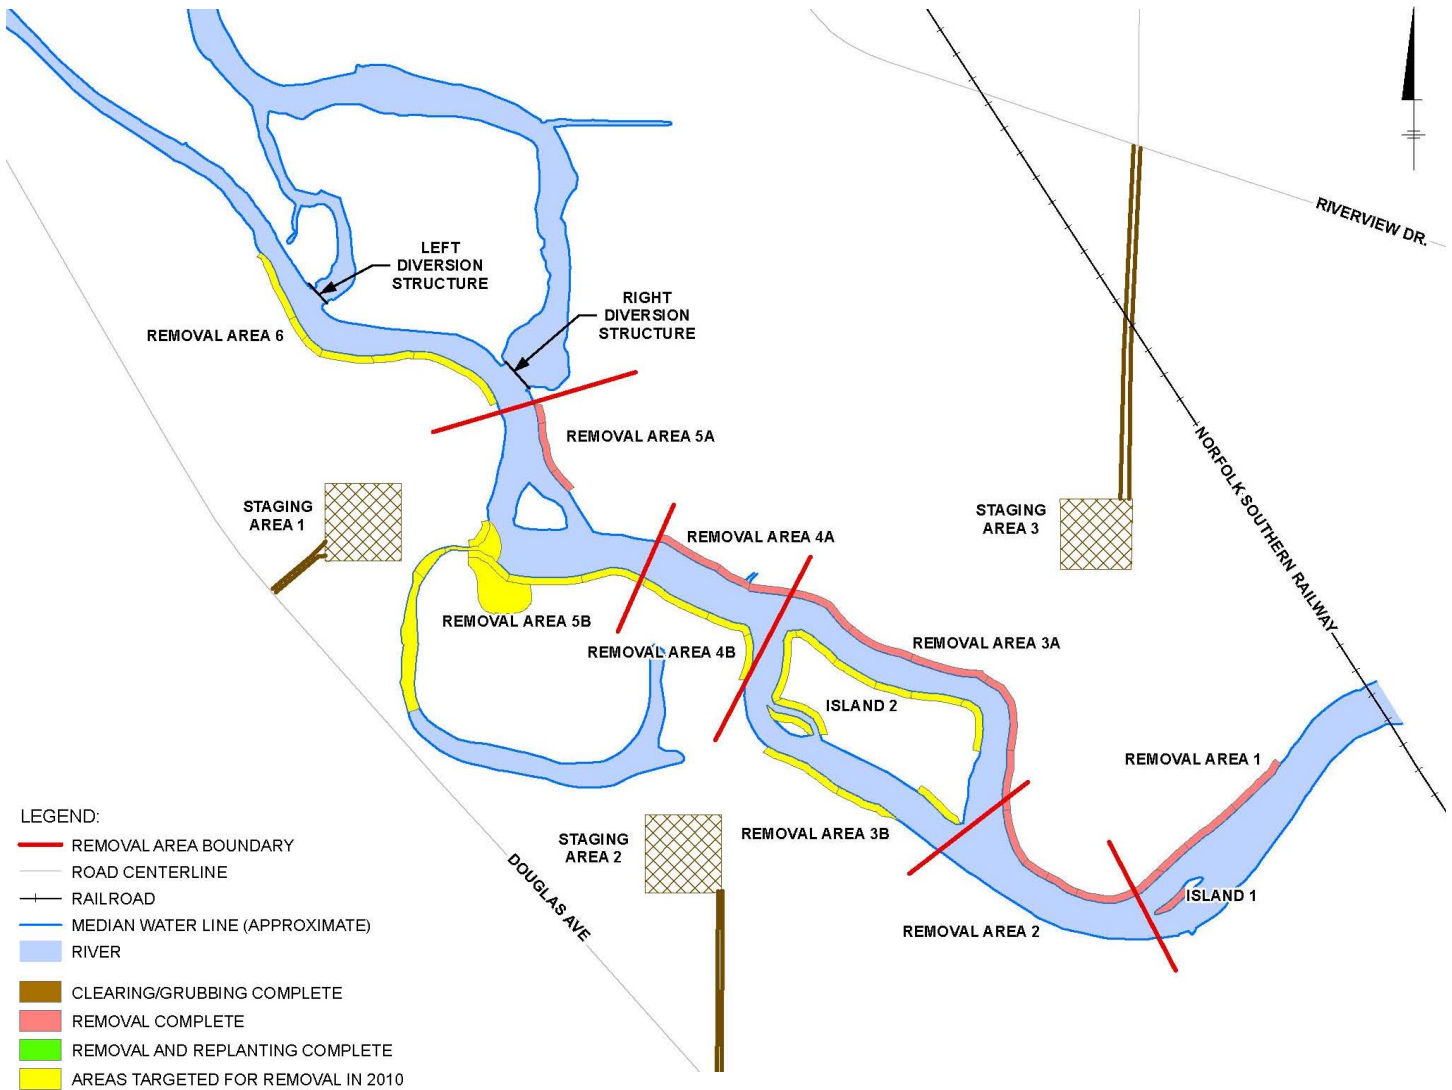 RIVERVIEW DR.
LEFT
DIVERSION
STRUCTURE
RIGHT
DIVERSION
STRUCTURE
REMOVAL AREA 6
REMOVAL AREA 5A
NORFOLK SOUTHERN RAILWAY
STAGING
AREA 1
STAGING
AREA 3
REMOVAL AREA 4A
REMOVAL AREA 5B
REMOVAL AREA 4B
REMOVAL AREA 3A
ISLAND 2
REMOVAL AREA 1
REMOVAL AREA 3B
STAGING
AREA 2
DOUGLAS AVE
ISLAND 1
REMOVAL AREA 2
LEGEND:
REMOVAL AREA BOUNDARY
ROAD CENTERLINE
RAILROAD
MEDIAN WATER LINE (APPROXIMATE)
RIVER
CLEARING/GRUBBING COMPLETE
REMOVAL COMPLETE
REMOVAL AND REPLANTING COMPLETE
AREAS TARGETED FOR REMOVAL IN 2010